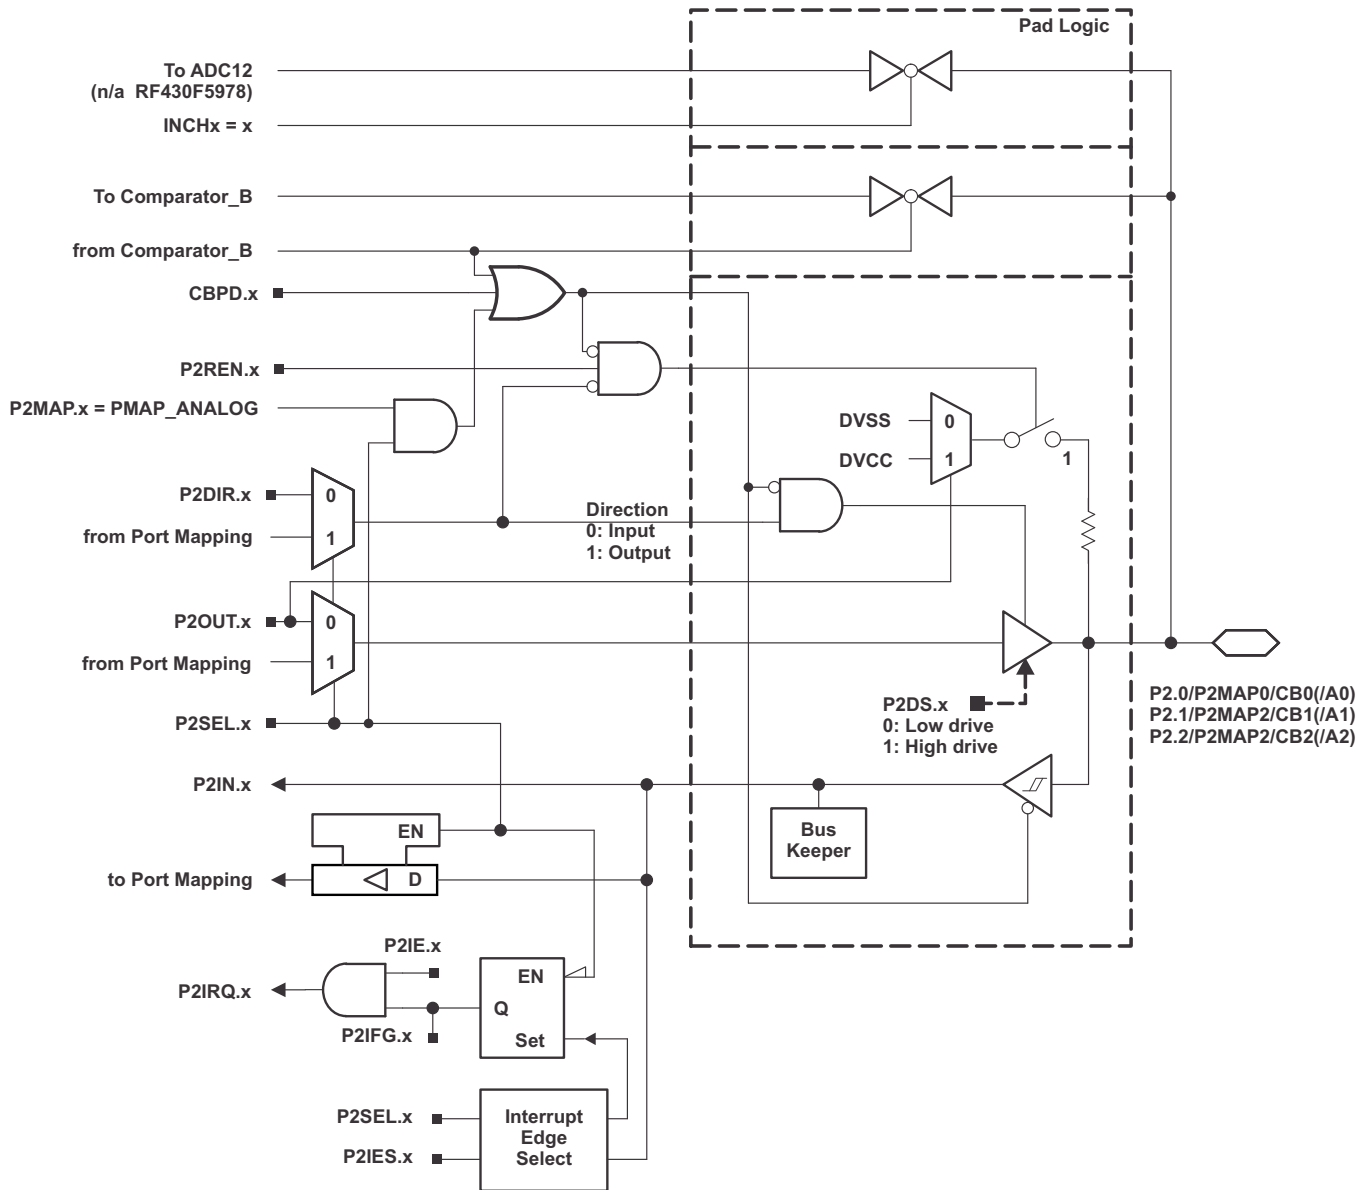 Pad Logic
To ADC12
(n/a RF430F5978)
INCHx = x
To Comparator_B
from Comparator_B
CBPD.x
P2REN.x
P2MAP.x = PMAP_ANALOG
DVSS
0
DVCC
1
1
P2DIR.x
0
Direction
0: Input
1: Output
from Port Mapping
1
P2OUT.x
0
from Port Mapping
1
P2DS.x
0: Low drive
1: High drive
P2.0/P2MAP0/CB0(/A0)
P2.1/P2MAP2/CB1(/A1)
P2.2/P2MAP2/CB2(/A2)
P2SEL.x
P2IN.x
Bus
Keeper
EN
to Port Mapping
D
P2IE.x
EN
P2IRQ.x
Q
P2IFG.x
Set
P2SEL.x
P2IES.x
Interrupt
Edge
Select